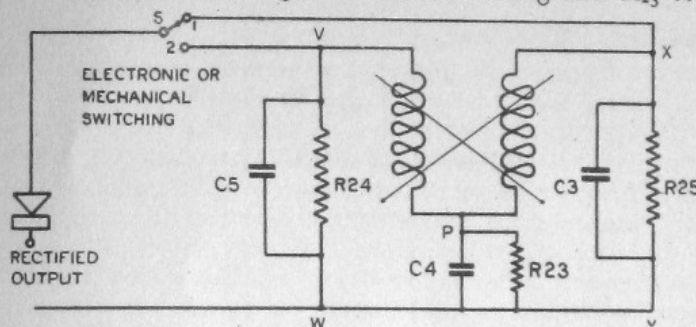 S 1
2
V
X
ELECTRONIC OR
MECHANICAL
SWITCHING
C5
R24
C3
R25
P
C4
R23
RECTIFIED
OUTPUT
W